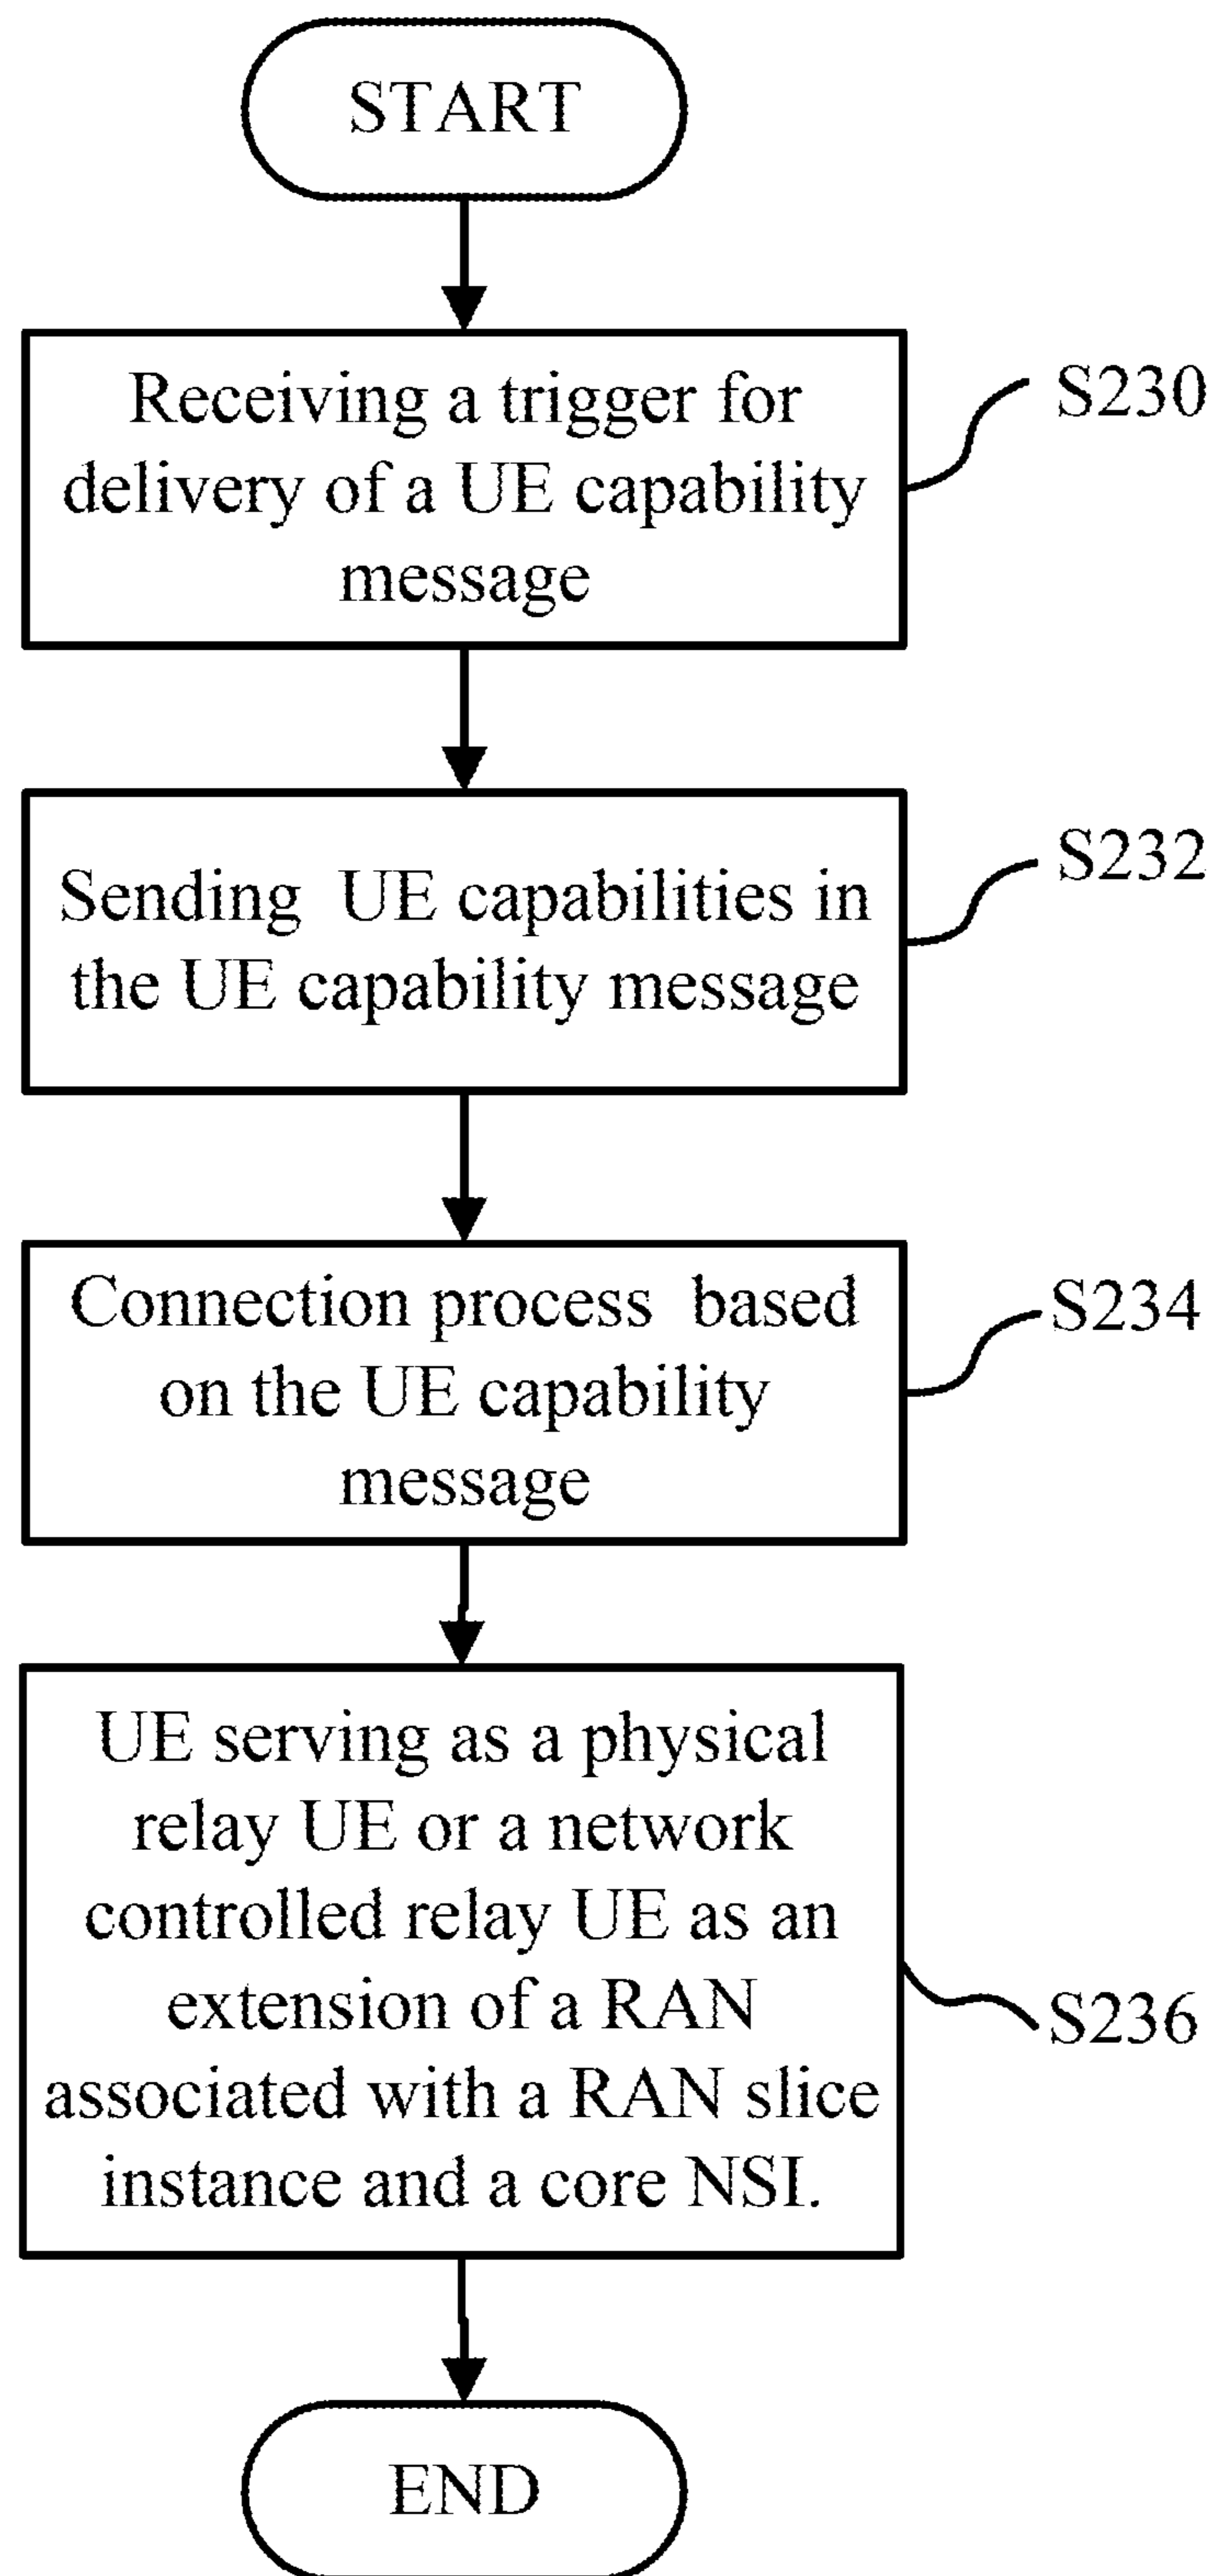 START
Receiving a trigger for
delivery of a UE capability
message
S230
Sending UE capabilities in
the UE capability message
S232
Connection process based
on the UE capability
message
S234
UE serving as a physical
relay UE or a network
controlled relay UE as an
extension of a RAN
associated with a RAN slice
instance and a core NSI.
S236
END